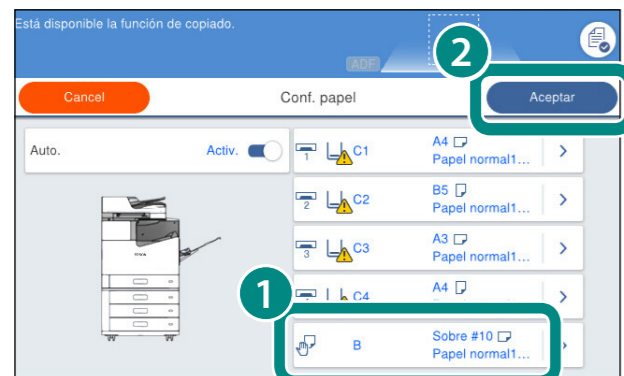 Está disponible la función de copiado.
ADF
2
Cancel
Conf. papel
Aceptar
Auto.
Activ.
1
C1
A4
Papel normal1...
2
C2
B5
Papel normal1...
3
C3
A3
Papel normal1...
EPSON
1
C4
A4
B
Sobre #10
Papel normal1...